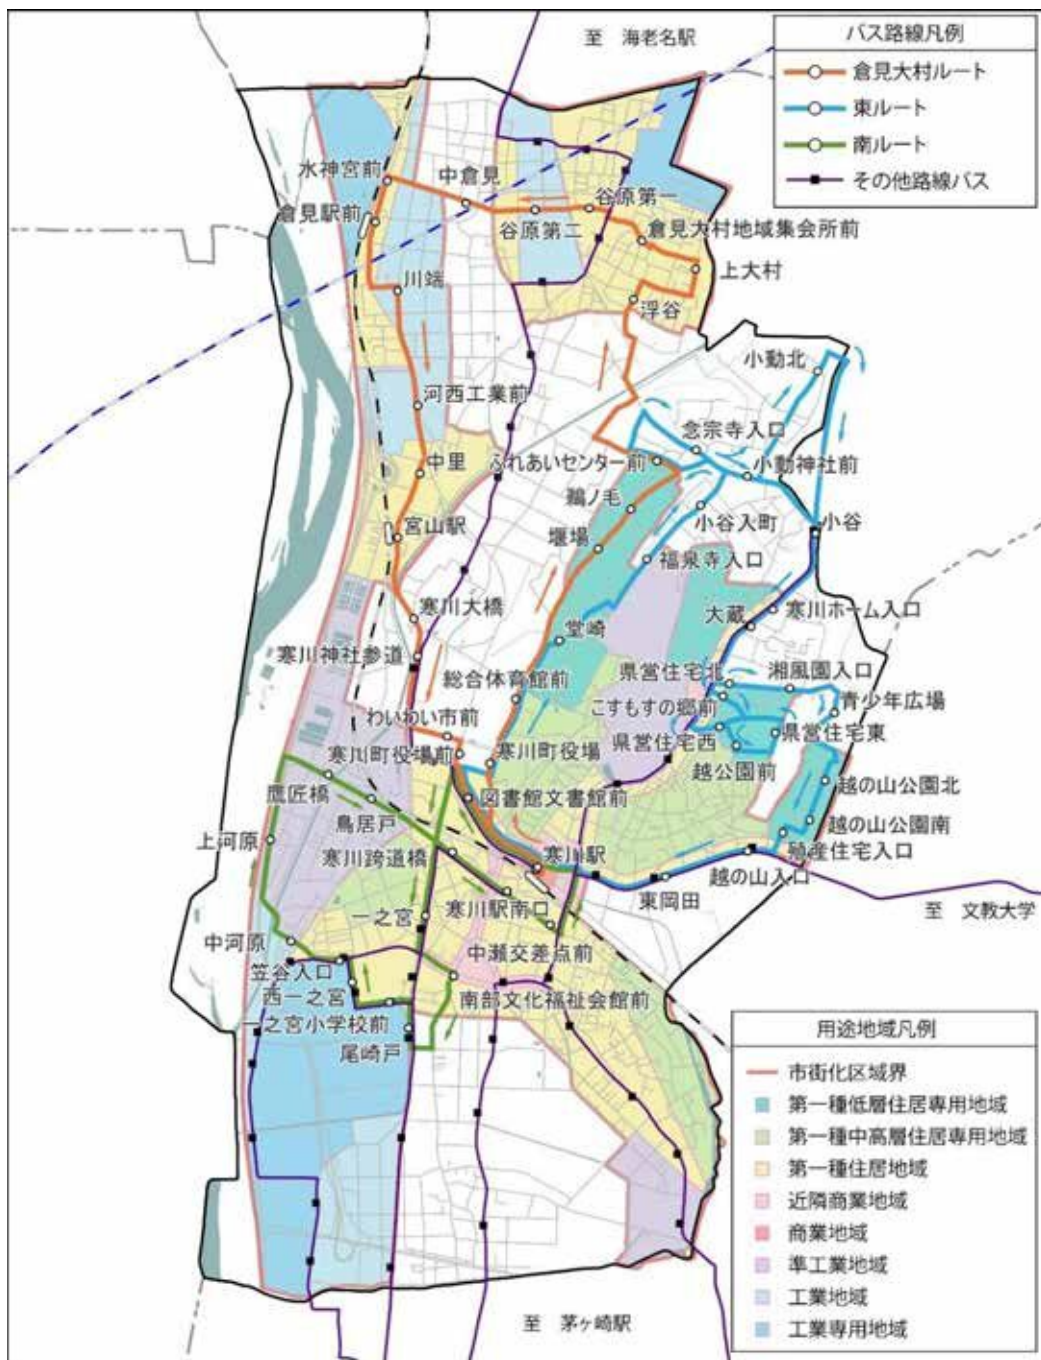 至 海老名駅
バス路線凡例
倉見大村ルート
東ルート
南ルート
その他路線バス
水神宮前
中倉見
谷原第一
倉見駅前
谷原第二
倉見大村地域集会所前
上大村
川端
浮谷
小動北
河西工業前
念宗寺入口
中里
ふれあいセンター前
小動神社前
鵜ノ毛
小谷入町
小谷
宮山駅
堰場
福泉寺入口
寒川大橋
大蔵
寒川ホーム入口
堂崎
寒川神社参道
総合体育館前
県営住宅北
湘風園入口
こすもすの郷前
青少年広場
わいわい市前
県営住宅西
県営住宅東
寒川町役場前
寒川町役場
越公園前
鷹匠橋
図書館文書館前
越の山公園北
鳥居戸
上河原
越の山公園南
寒川跨道橋
寒川駅
殖産住宅入口
越の山入口
東岡田
一之宮
寒川駅南口
至 文教大学
中河原
中瀬交差点前
笠谷入口
西一之宮
南部文化福祉会館前
一之宮小学校前
尾崎戸
用途地域凡例
市街化区域界
第一種低層住居専用地域
第一種中高層住居専用地域
第一種住居地域
近隣商業地域
商業地域
準工業地域
工業地域
工業専用地域
至 茅ヶ崎駅